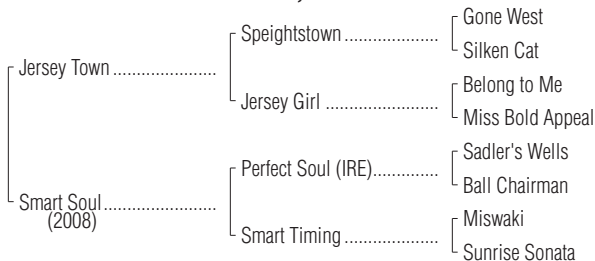 Gone West
Speightstown
Silken Cat
Jersey Town
Belong to Me
Jersey Girl
Miss Bold Appeal
Sadler's Wells
Perfect Soul (IRE)
Ball Chairman
Smart Soul
(2008)
Miswaki
Smart Timing
Sunrise Sonata